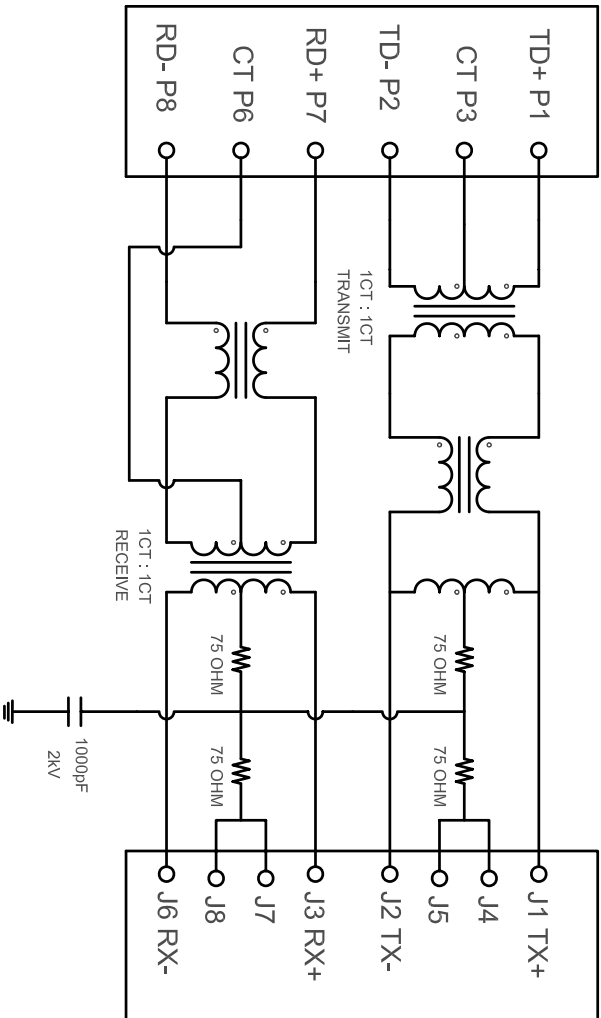 TD+ P1
CT P3
TD- P2
RD+ P7
CT P6
RD- P8
1CT : 1CT
TRANSMIT
1CT : 1CT
RECEIVE
75 OHM
75 OHM
75 OHM
75 OHM
1000pF
2kV
J1 TX+
J4
J5
J2 TX-
J3 RX+
J7
J8
J6 RX-